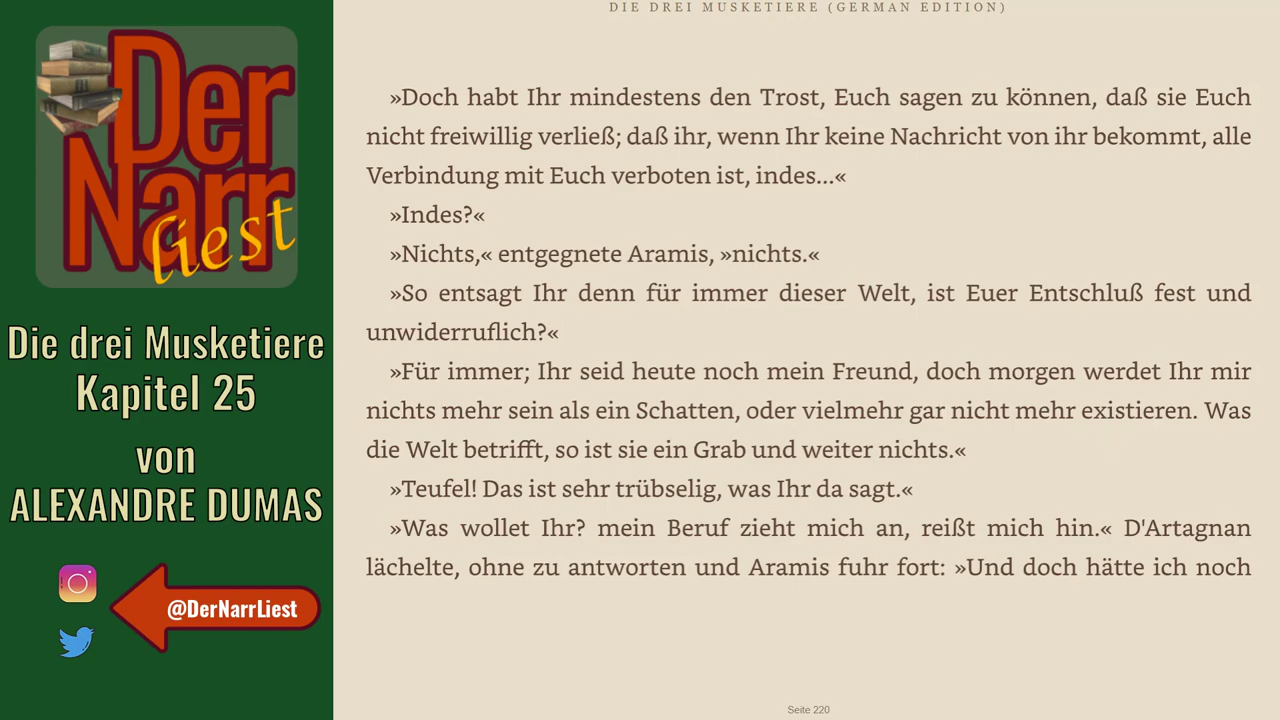 Der
Narr
liest
Die drei Musketiere
Kapitel 25
von
ALEXANDRE DUMAS
@DerNarrLiest
DIE DREI MUSKETIERE (GERMAN EDITION)
»Doch habt Ihr mindestens den Trost, Euch sagen zu können, daß sie Euch
nicht freiwillig verließ; daß ihr, wenn Ihr keine Nachricht von ihr bekommt, alle
Verbindung mit Euch verboten ist, indes...«
»Indes?«
»Nichts,« entgegnete Aramis, »nichts.«
»So entsagt Ihr denn für immer dieser Welt, ist Euer Entschluß fest und
unwiderruflich?«
»Für immer; Ihr seid heute noch mein Freund, doch morgen werdet Ihr mir
nichts mehr sein als ein Schatten, oder vielmehr gar nicht mehr existieren. Was
die Welt betrifft, so ist sie ein Grab und weiter nichts.«
»Teufel! Das ist sehr trübselig, was Ihr da sagt.«
»Was wollet Ihr? mein Beruf zieht mich an, reißt mich hin.« D'Artagnan
lächelte, ohne zu antworten und Aramis fuhr fort: »Und doch hätte ich noch
Seite 220